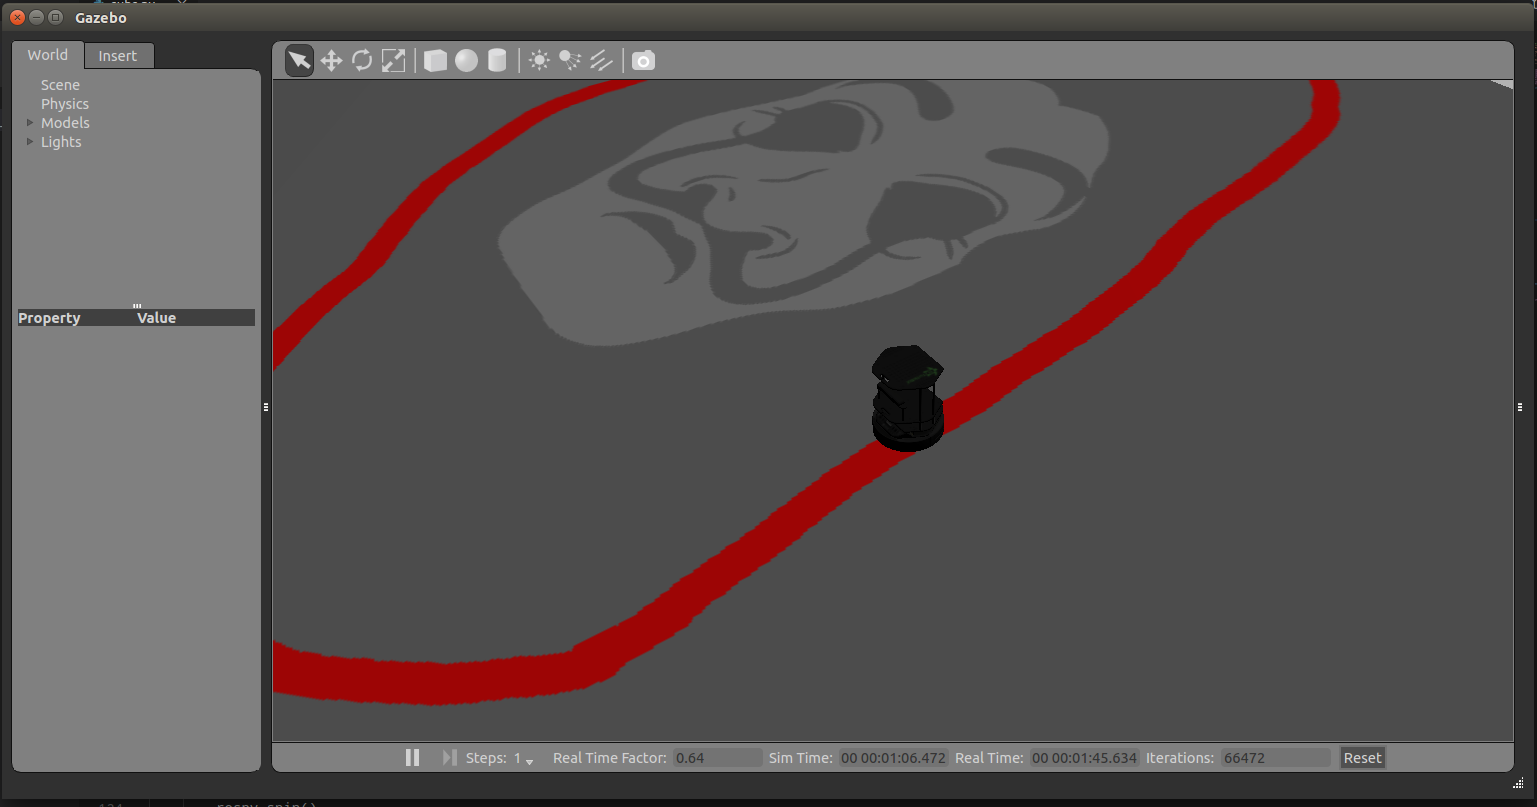 Gazebo
World Insert
Scene
Physics
Models
Lights
Property Value
Steps: 1 Real Time Factor: 0.64 Sim Time: 00 00:01:06.472 Real Time: 00 00:01:45.634 Iterations: 66472 Reset